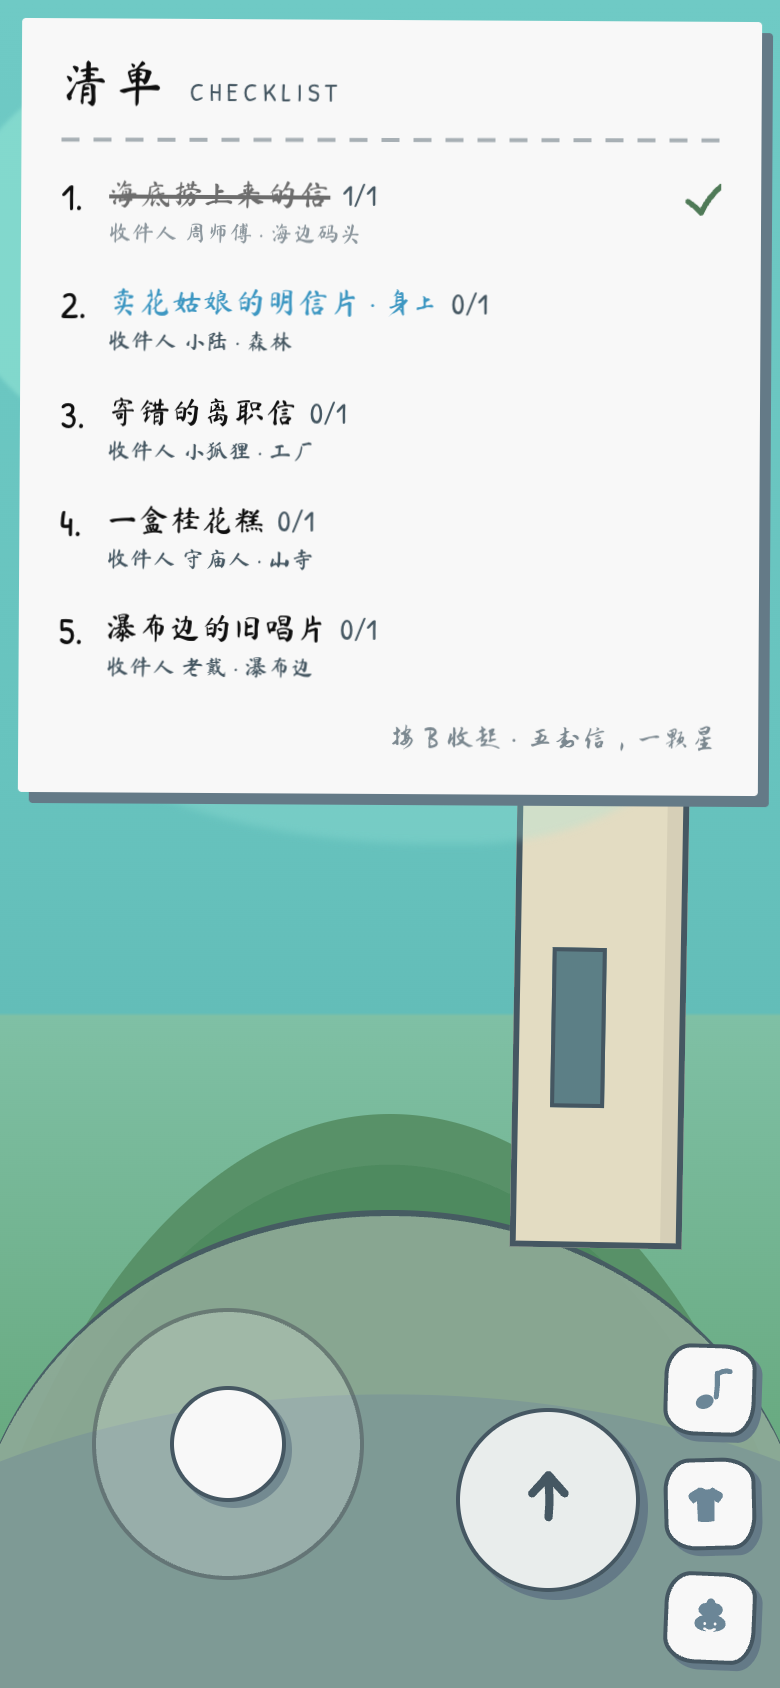 清单 CHECKLIST
1. 海底捞上来的信 1/1
收件人 周师傅 · 海边码头
2. 卖花姑娘的明信片 · 身上 0/1
收件人 小陆 · 森林
3. 寄错的离职信 0/1
收件人 小狐狸 · 工厂
4. 一盒桂花糕 0/1
收件人 守庙人 · 山寺
5. 瀑布边的旧唱片 0/1
收件人 老戴 · 瀑布边
按 B 收起 · 五封信，一颗星